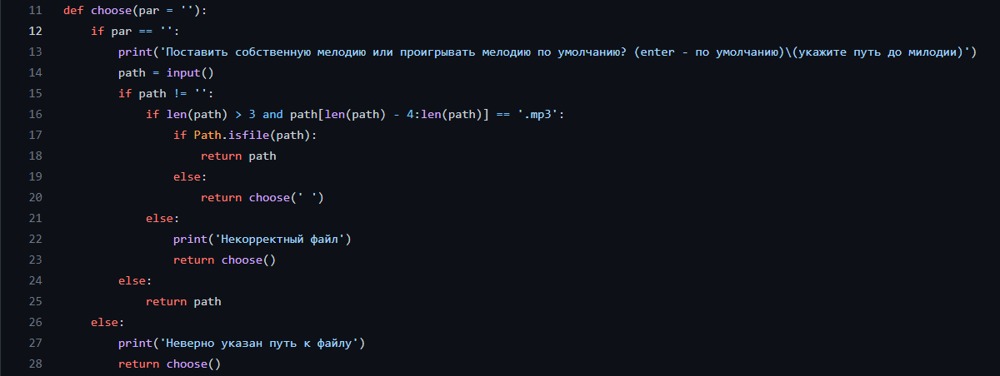 11 def choose(par = ''):
12     if par == '':
13         print('Поставить собственную мелодию или проигрывать мелодию по умолчанию? (enter - по умолчанию)\(укажите путь до милодии)')
14         path = input()
15         if path != '':
16             if len(path) > 3 and path[len(path) - 4:len(path)] == '.mp3':
17                 if Path.isfile(path):
18                     return path
19                 else:
20                     return choose(' ')
21             else:
22                 print('Некорректный файл')
23                 return choose()
24         else:
25             return path
26     else:
27         print('Неверно указан путь к файлу')
28         return choose()